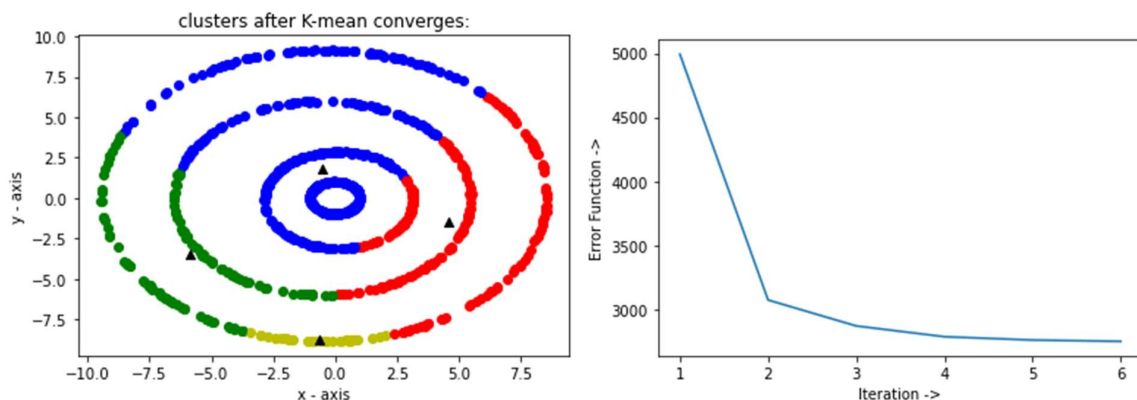 clusters after K-mean converges:
10.0
7.5
5.0
2.5
0.0
−2.5
−5.0
−7.5
y - axis
−10.0 −7.5 −5.0 −2.5 0.0 2.5 5.0 7.5
x - axis
5000
4500
4000
3500
3000
Error Function ->
1 2 3 4 5 6
Iteration ->